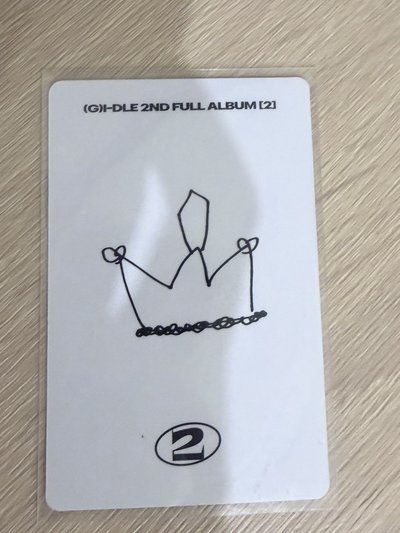 (G)I-DLE 2ND FULL ALBUM [2]
2